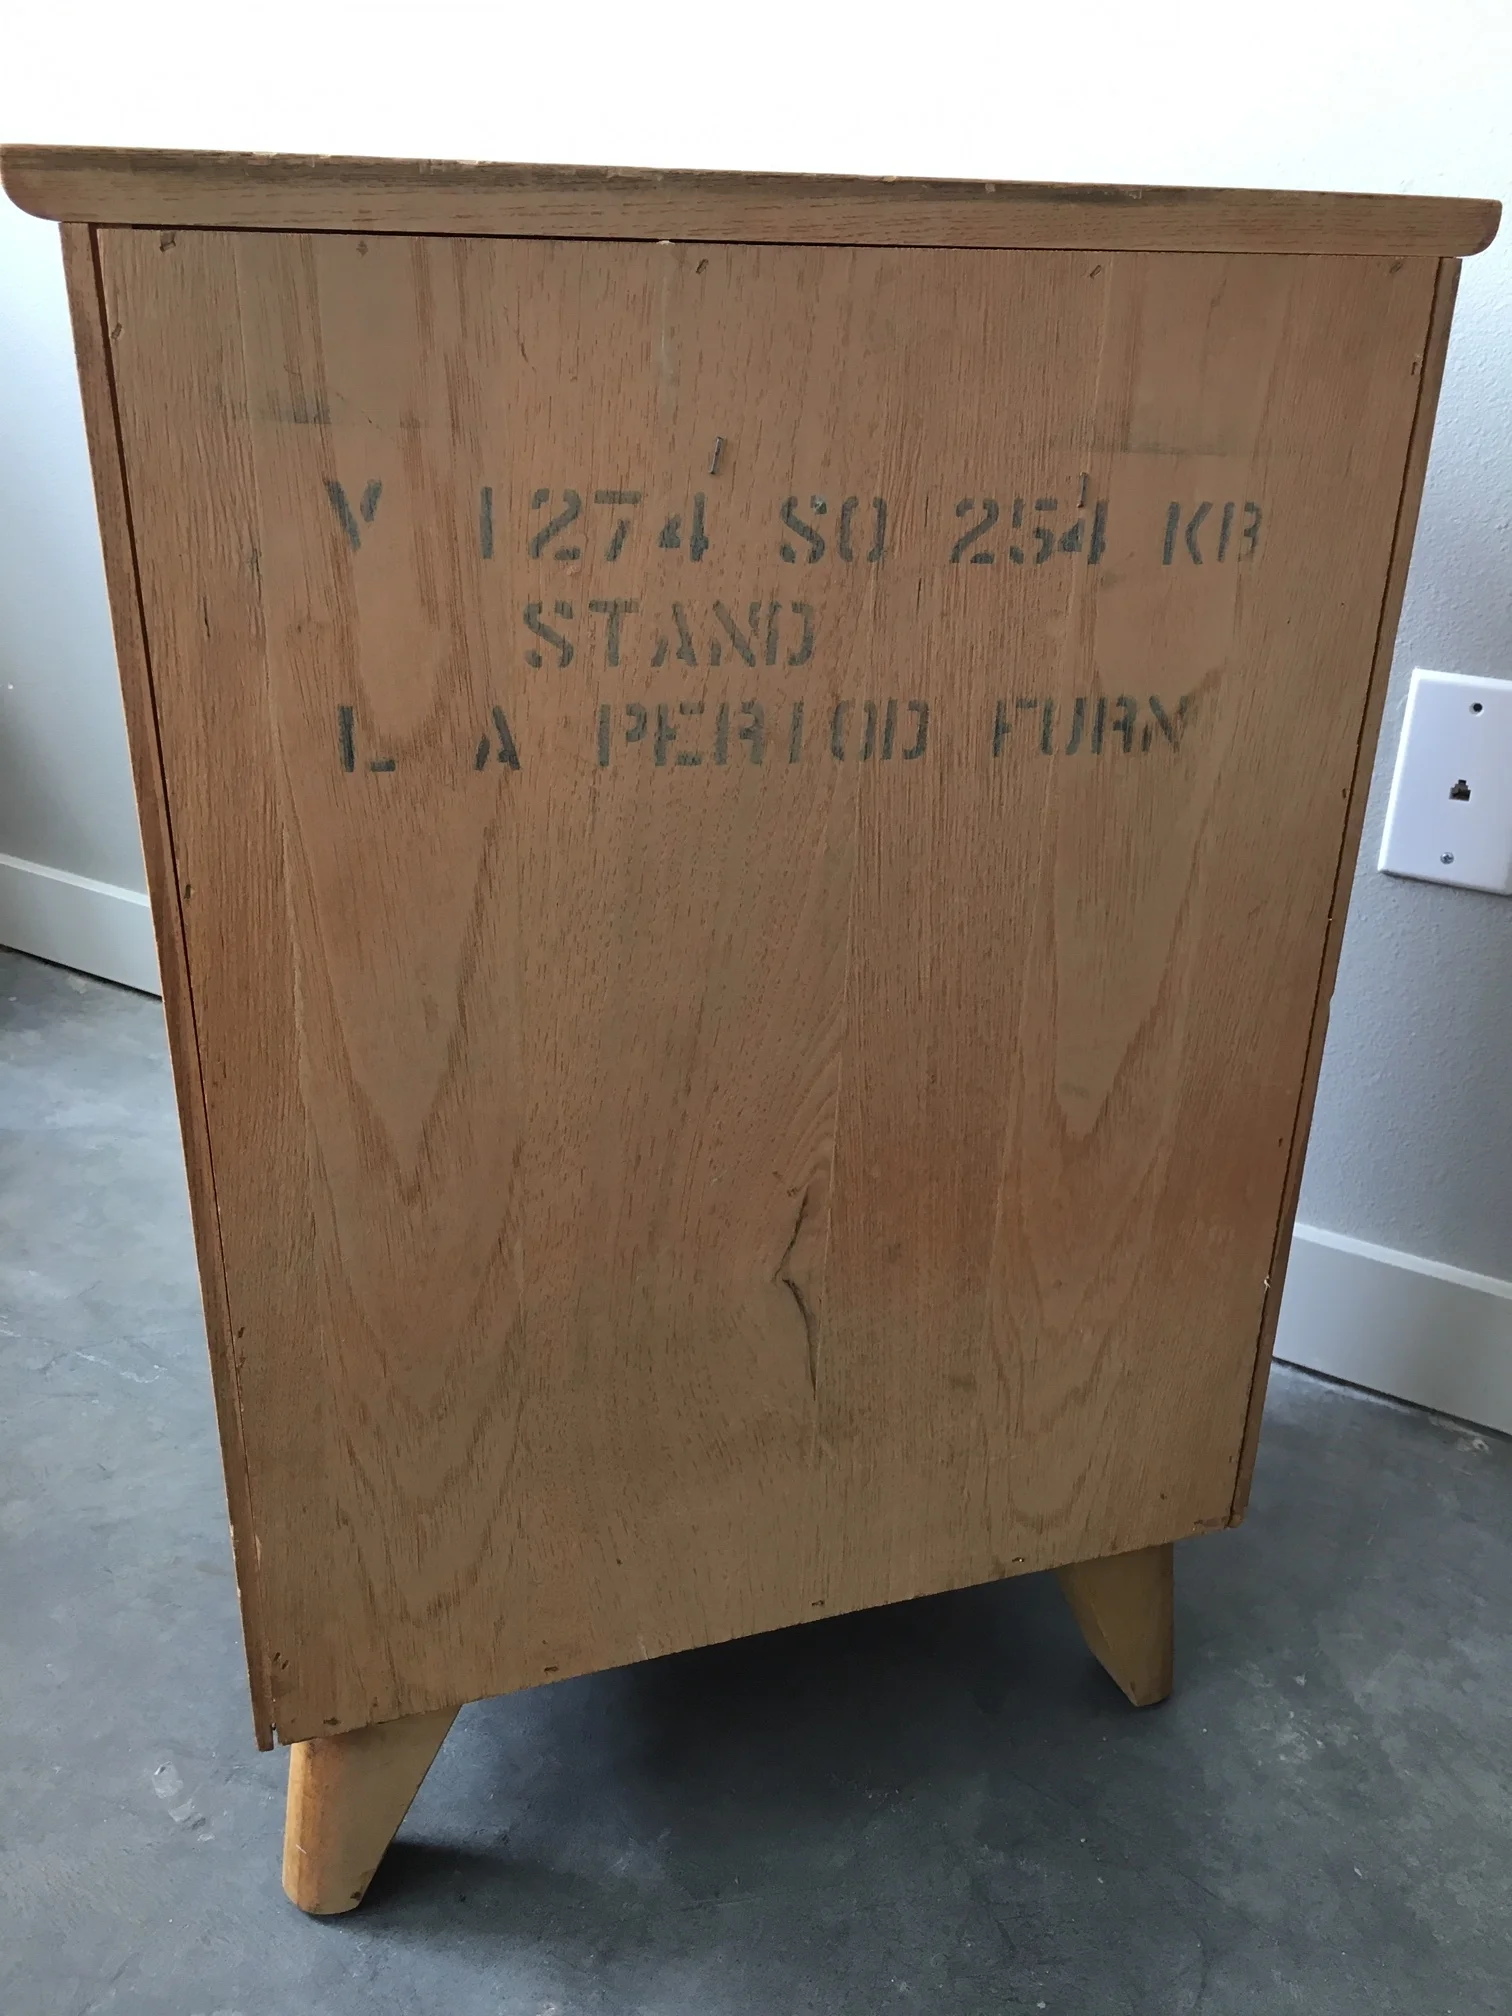 Y 1274 SO 254 KB
STAND
L A PERIOD FURN